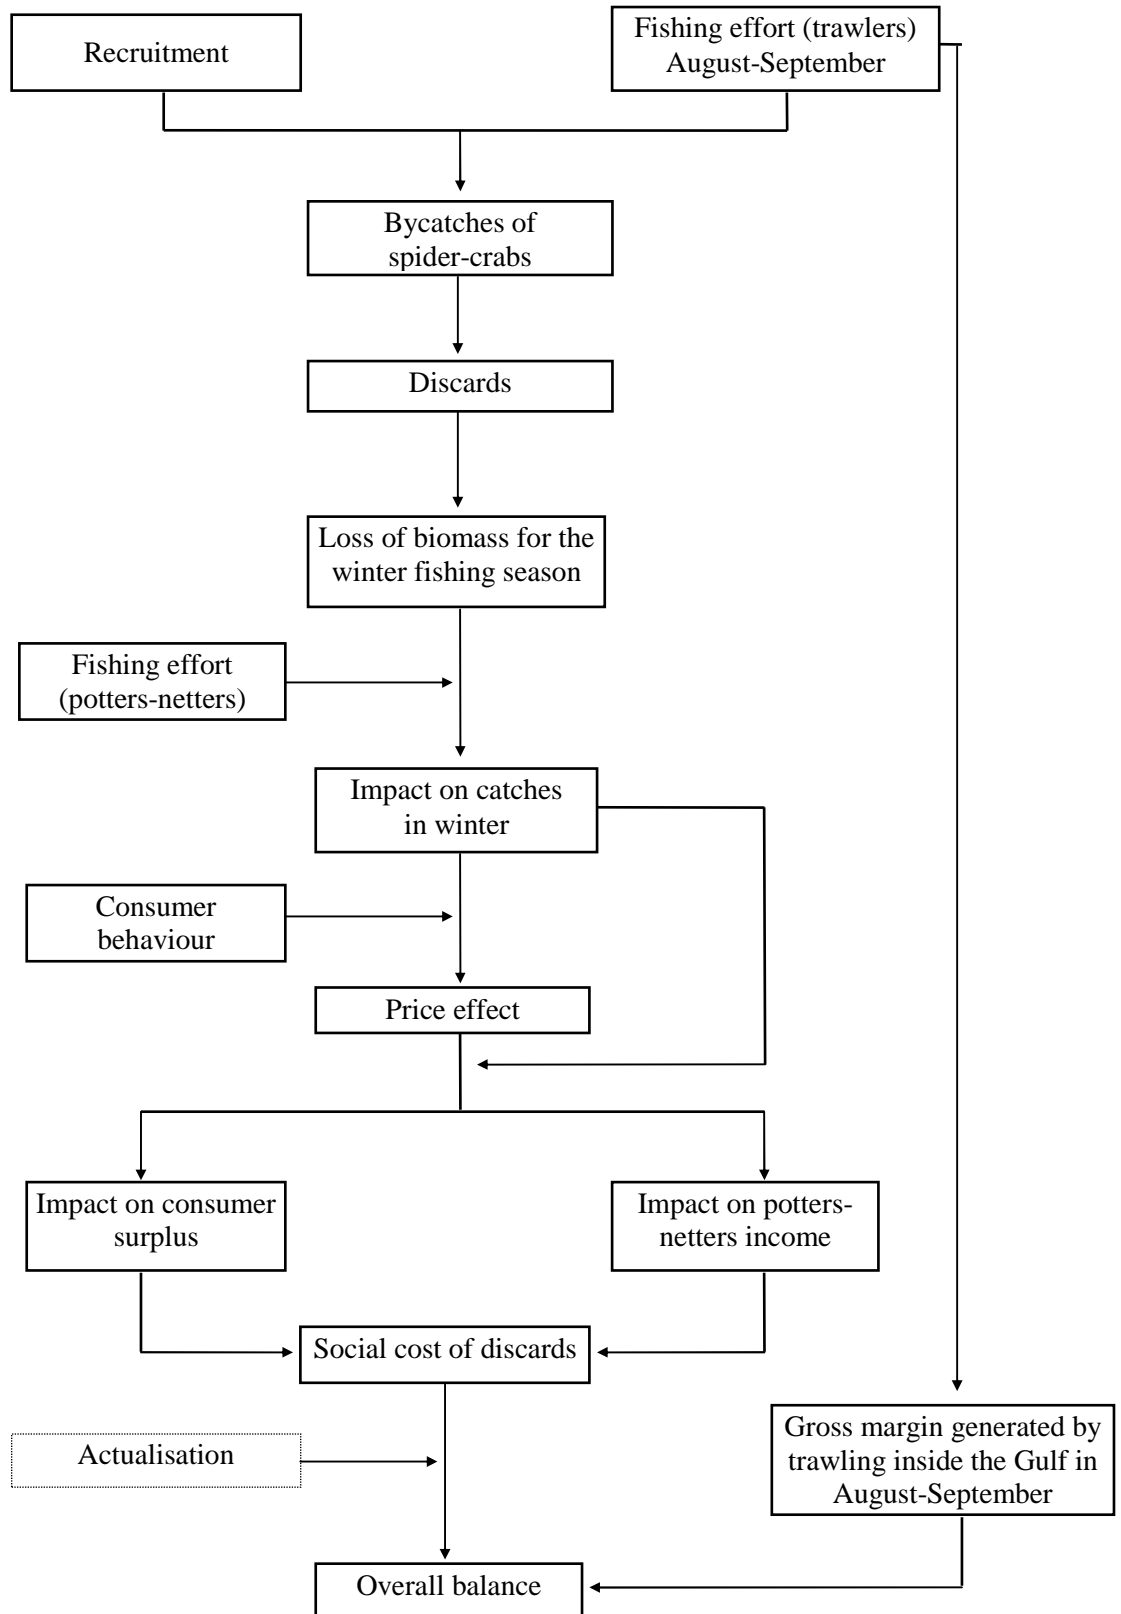 Recruitment
Fishing effort (trawlers)
August-September
Bycatches of
spider-crabs
Discards
Loss of biomass for the
winter fishing season
Fishing effort
(potters-netters)
Impact on catches
in winter
Consumer
behaviour
Price effect
Impact on consumer
surplus
Impact on potters-
netters income
Social cost of discards
Actualisation
Gross margin generated by
trawling inside the Gulf in
August-September
Overall balance